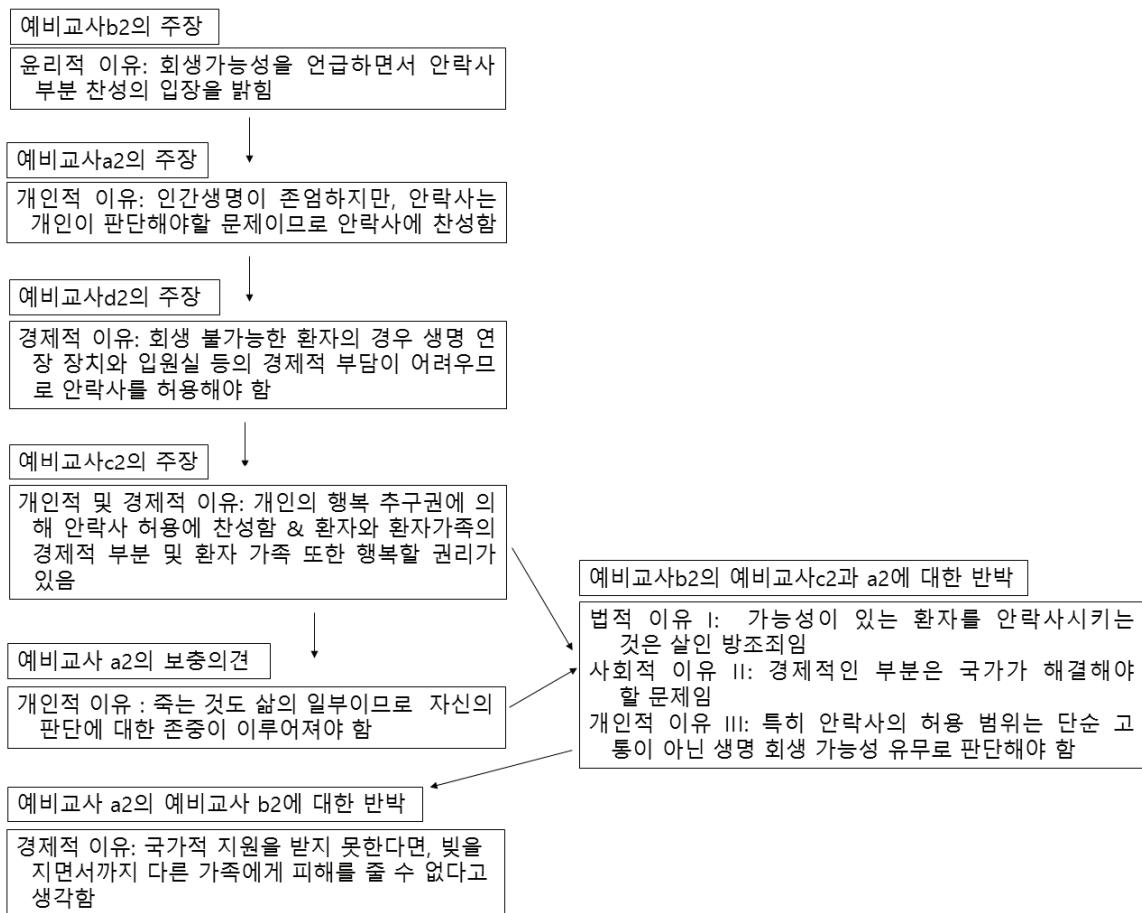 예비교사b2의 주장
윤리적 이유: 회생가능성을 언급하면서 안락사
부분 찬성의 입장을 밝힘
예비교사a2의 주장
개인적 이유: 인간생명이 존엄하지만, 안락사는
개인이 판단해야할 문제이므로 안락사에 찬성함
예비교사d2의 주장
경제적 이유: 회생 불가능한 환자의 경우 생명 연
장 장치와 입원실 등의 경제적 부담이 어려우므
로 안락사를 허용해야 함
예비교사c2의 주장
개인적 및 경제적 이유: 개인의 행복 추구권에 의
해 안락사 허용에 찬성함 & 환자와 환자가족의
경제적 부분 및 환자 가족 또한 행복할 권리가
있음
예비교사 a2의 보충의견
개인적 이유 : 죽는 것도 삶의 일부이므로 자신의
판단에 대한 존중이 이루어져야 함
예비교사b2의 예비교사c2과 a2에 대한 반박
법적 이유 I: 가능성이 있는 환자를 안락사시키는
것은 살인 방조죄임
사회적 이유 II: 경제적인 부분은 국가가 해결해야
할 문제임
개인적 이유 III: 특히 안락사의 허용 범위는 단순 고
통이 아닌 생명 회생 가능성 유무로 판단해야 함
예비교사 a2의 예비교사 b2에 대한 반박
경제적 이유: 국가적 지원을 받지 못한다면, 빚을
지면서까지 다른 가족에게 피해를 줄 수 없다고
생각함